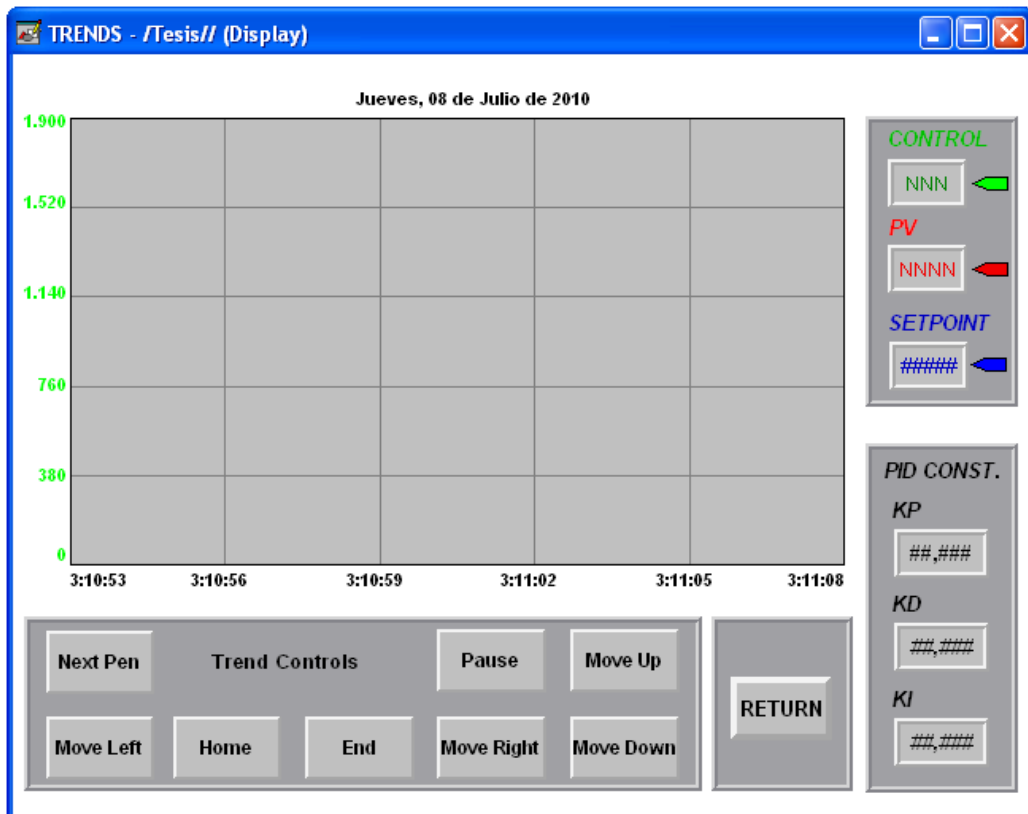 TRENDS - /Tesis// (Display)
Jueves, 08 de Julio de 2010
1.900
1.520
1.140
760
380
0
3:10:53 3:10:56 3:10:59 3:11:02 3:11:05 3:11:08
CONTROL
NNN
PV
NNNN
SETPOINT
#####
PID CONST.
KP
##,###
KD
##,###
KI
##,###
Next Pen Trend Controls Pause Move Up
Move Left Home End Move Right Move Down
RETURN